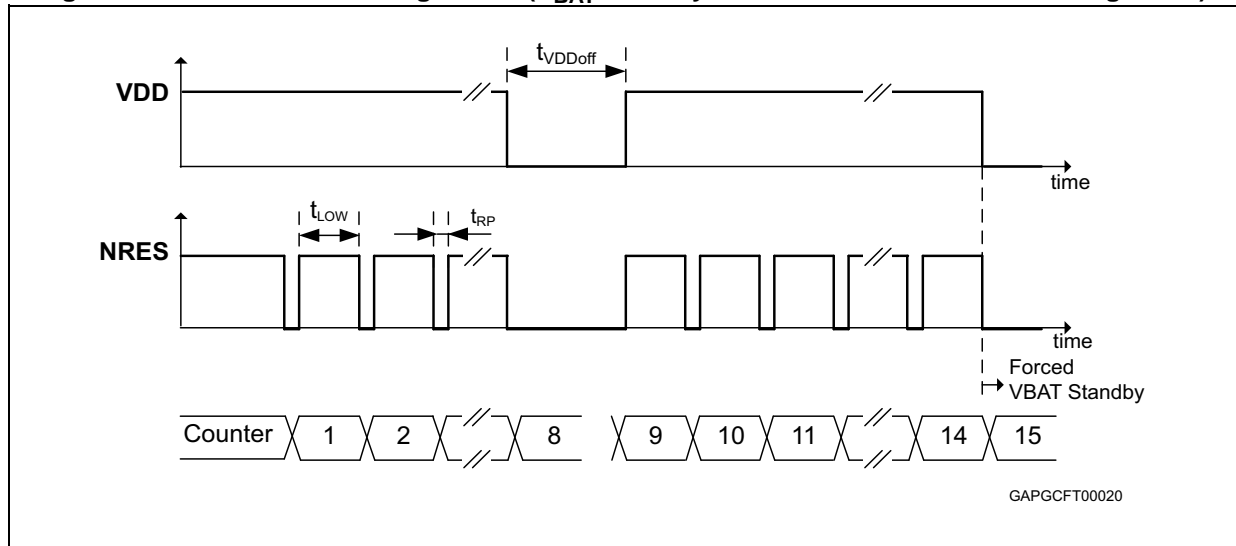 VDD
tVDDoff
time
NRES
tLOW
tRP
time
Forced
VBAT Standby
Counter 1 2 8 9 10 11 14 15
GAPGCFT00020